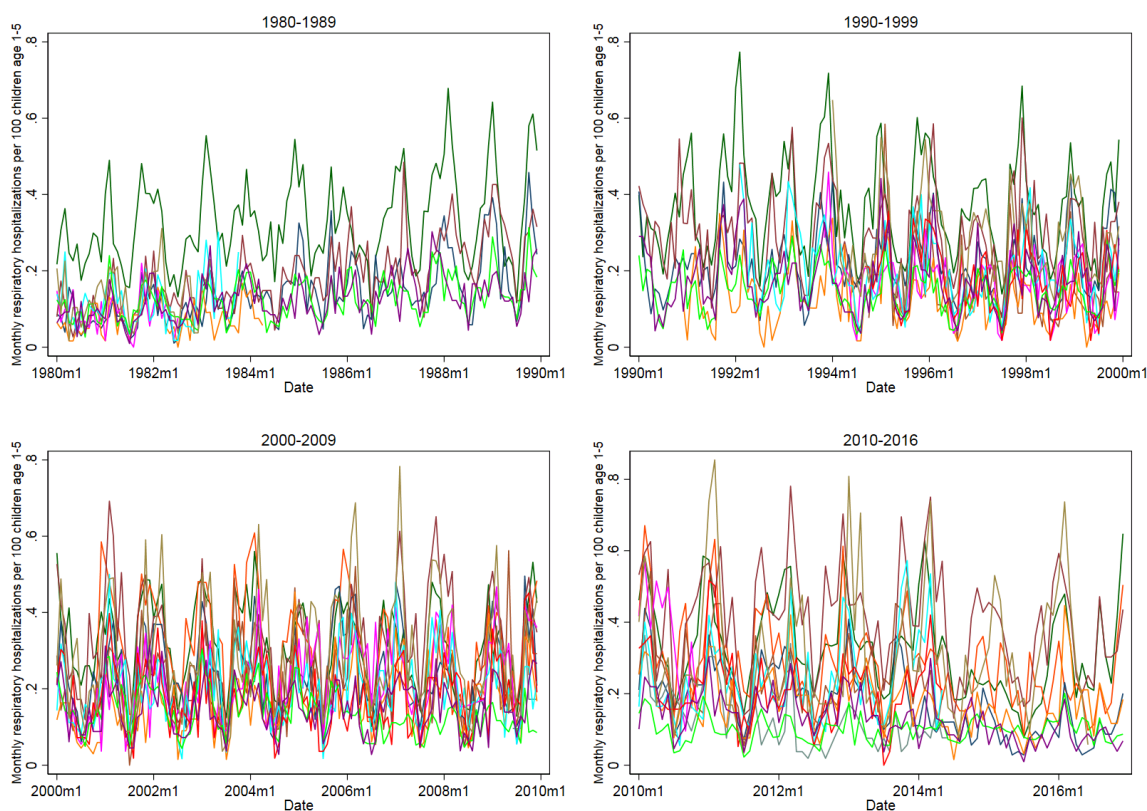 1980-1989
Monthly respiratory hospitalizations per 100 children age 1-5
.8
.6
.4
.2
0
1980m1 1982m1 1984m1 1986m1 1988m1 1990m1
Date
1990-1999
Monthly respiratory hospitalizations per 100 children age 1-5
.8
.6
.4
.2
0
1990m1 1992m1 1994m1 1996m1 1998m1 2000m1
Date
2000-2009
Monthly respiratory hospitalizations per 100 children age 1-5
.8
.6
.4
.2
0
2000m1 2002m1 2004m1 2006m1 2008m1 2010m1
Date
2010-2016
Monthly respiratory hospitalizations per 100 children age 1-5
.8
.6
.4
.2
0
2010m1 2012m1 2014m1 2016m1
Date